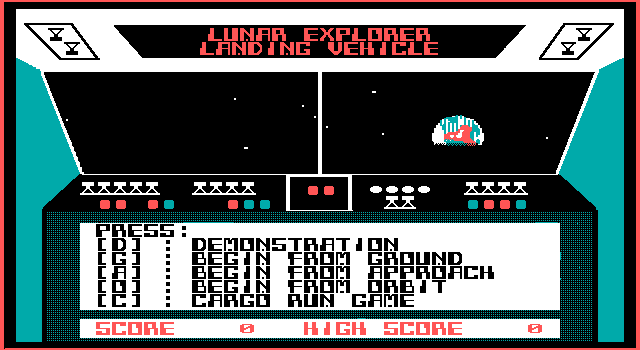 LUNAR EXPLORER
LANDING VEHICLE
PRESS:
[D] : DEMONSTRATION
[G] : BEGIN FROM GROUND
[A] : BEGIN FROM APPROACH
[O] : BEGIN FROM ORBIT
[C] : CARGO RUN GAME
SCORE 0 HIGH SCORE 0